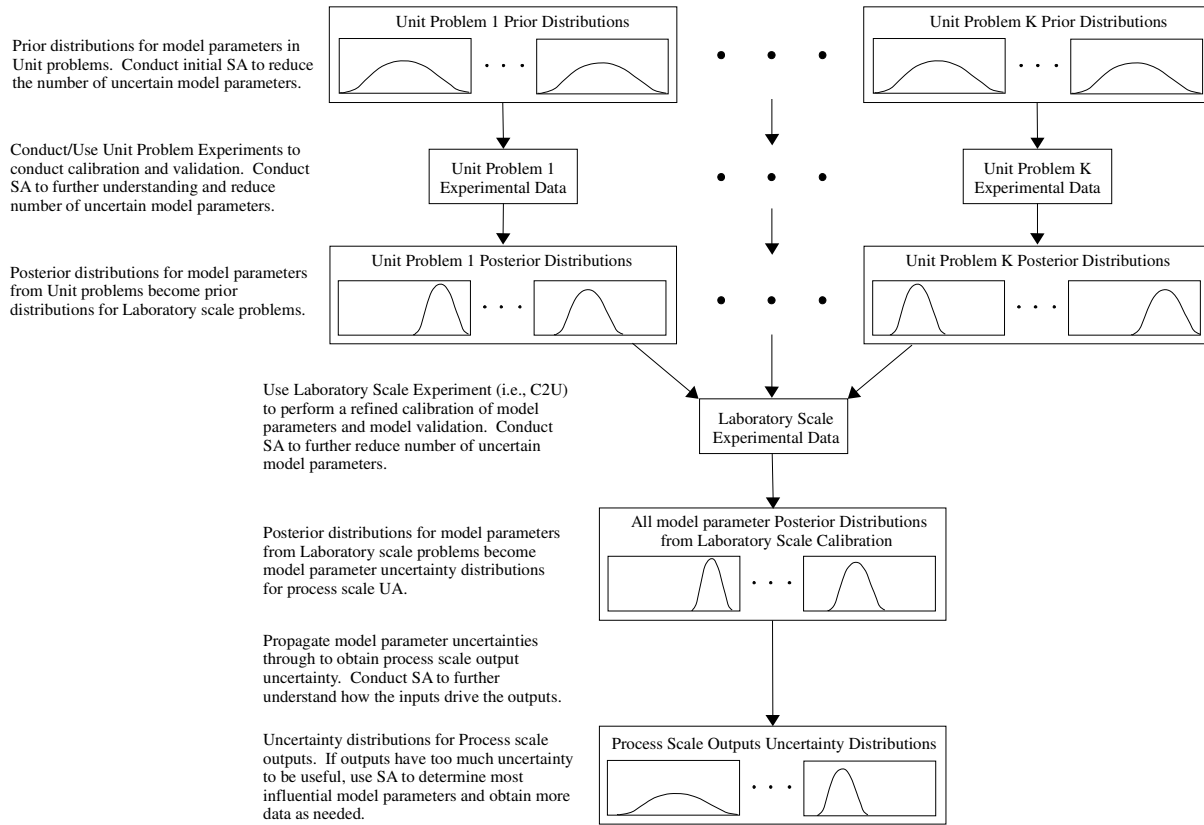 Unit Problem 1 Prior Distributions
Unit Problem K Prior Distributions
Prior distributions for model parameters in
Unit problems. Conduct initial SA to reduce
the number of uncertain model parameters.
Conduct/Use Unit Problem Experiments to
conduct calibration and validation. Conduct
SA to further understanding and reduce
number of uncertain model parameters.
Unit Problem 1
Experimental Data
Unit Problem K
Experimental Data
Unit Problem 1 Posterior Distributions
Unit Problem K Posterior Distributions
Posterior distributions for model parameters
from Unit problems become prior
distributions for Laboratory scale problems.
Use Laboratory Scale Experiment (i.e., C2U)
to perform a refined calibration of model
parameters and model validation. Conduct
SA to further reduce number of uncertain
model parameters.
Laboratory Scale
Experimental Data
All model parameter Posterior Distributions
from Laboratory Scale Calibration
Posterior distributions for model parameters
from Laboratory scale problems become
model parameter uncertainty distributions
for process scale UA.
Propagate model parameter uncertainties
through to obtain process scale output
uncertainty. Conduct SA to further
understand how the inputs drive the outputs.
Process Scale Outputs Uncertainty Distributions
Uncertainty distributions for Process scale
outputs. If outputs have too much uncertainty
to be useful, use SA to determine most
influential model parameters and obtain more
data as needed.